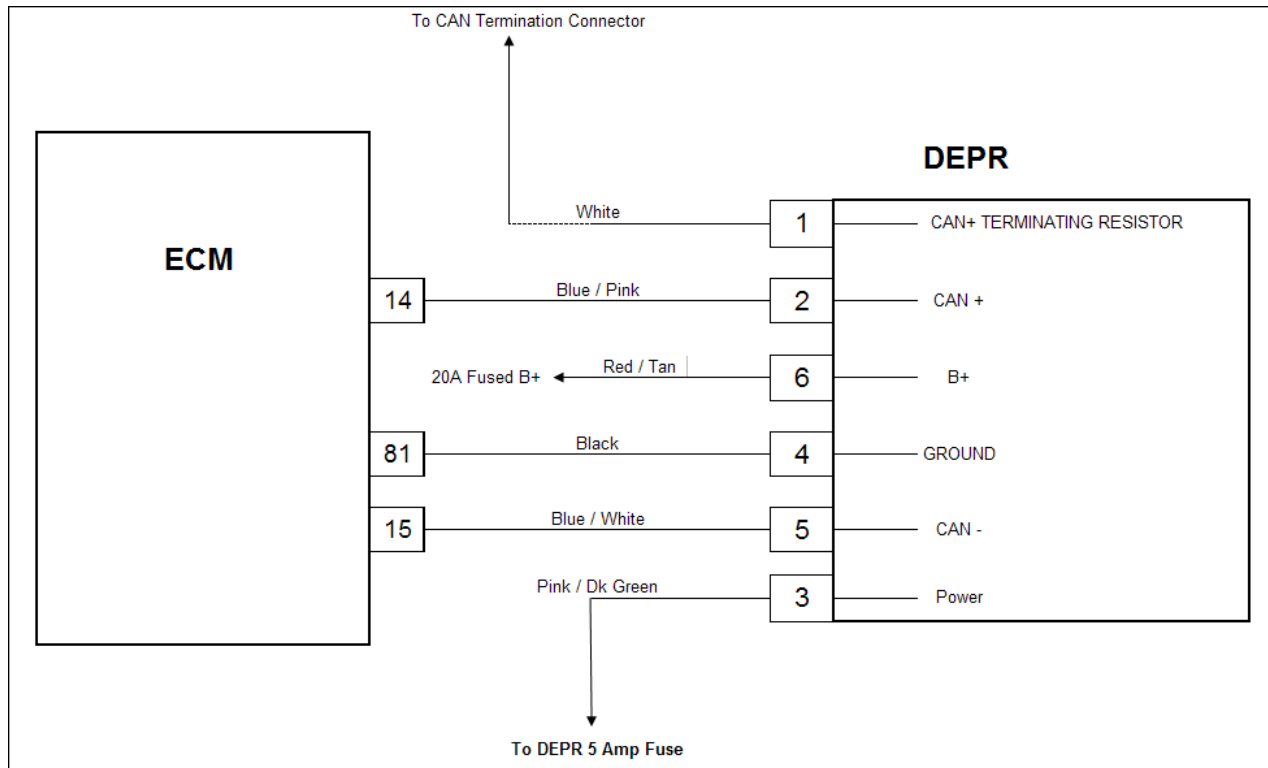 To CAN Termination Connector
DEPR
White
1
CAN+ TERMINATING RESISTOR
ECM
14
Blue / Pink
2
CAN +
20A Fused B+
Red / Tan
6
B+
81
Black
4
GROUND
15
Blue / White
5
CAN -
Pink / Dk Green
3
Power
To DEPR 5 Amp Fuse